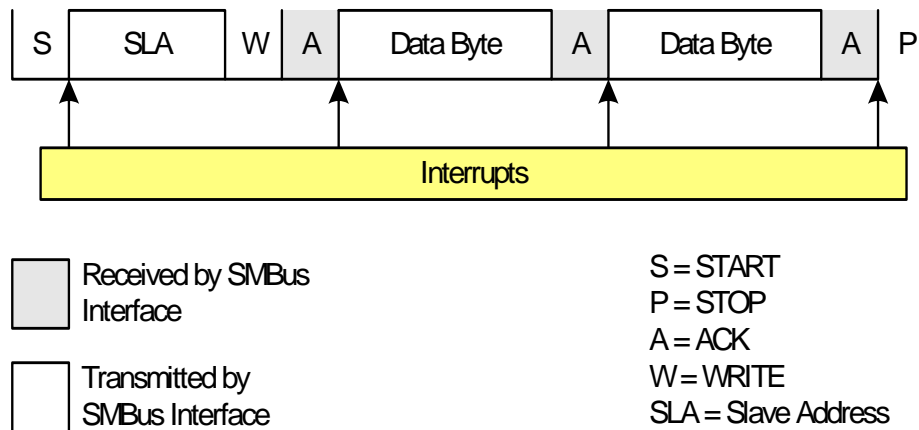 S SLA W A Data Byte A Data Byte A P
Interrupts
Received by SMBus
Interface
Transmitted by
SMBus Interface
S = START
P = STOP
A = ACK
W = WRITE
SLA = Slave Address